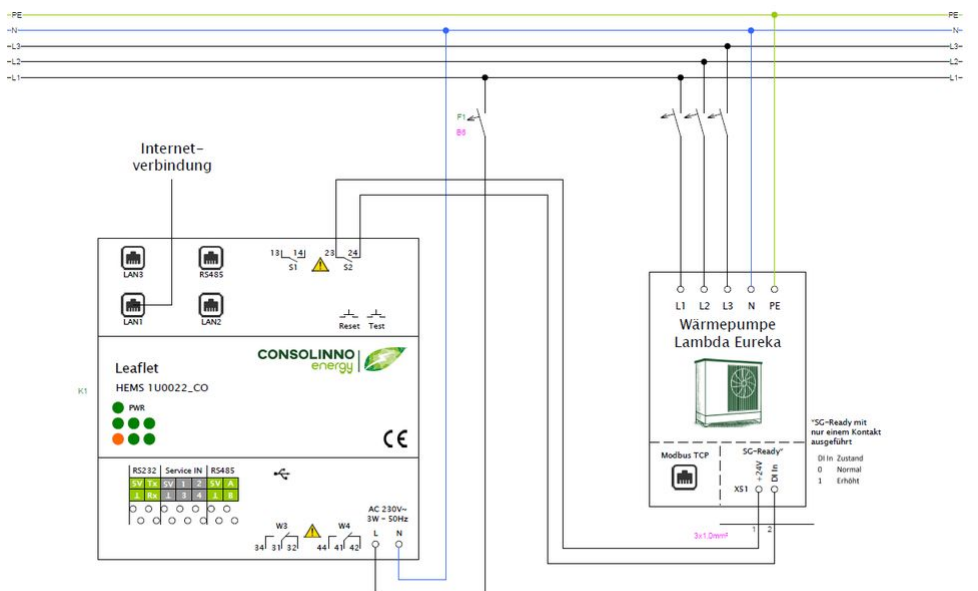 PE
PE
N
N
L3
L3
L2
L2
L1
L1
F1
B6
Internet-
verbindung
13 14 23 24
S1 S2
LAN3 RS485
LAN1 LAN2
Reset Test
CONSOLINNO
energy
Leaflet
HEMS 1U0022_CO
K1
PWR
CE
RS232 Service IN RS485
5V Tx 5V 1 2 5V A
⊥ Rx ⊥ 3 4 ⊥ B
AC 230V~
3W - 50Hz
W3 W4 L N
34 31 32 44 41 42
L1 L2 L3 N PE
Wärmepumpe
Lambda Eureka
*SG-Ready mit
nur einem Kontakt
ausgeführt
DI In Zustand
0 Normal
1 Erhöht
Modbus TCP SG-Ready*
+24V
DI In
XS1
1 2
3x1.0mm²